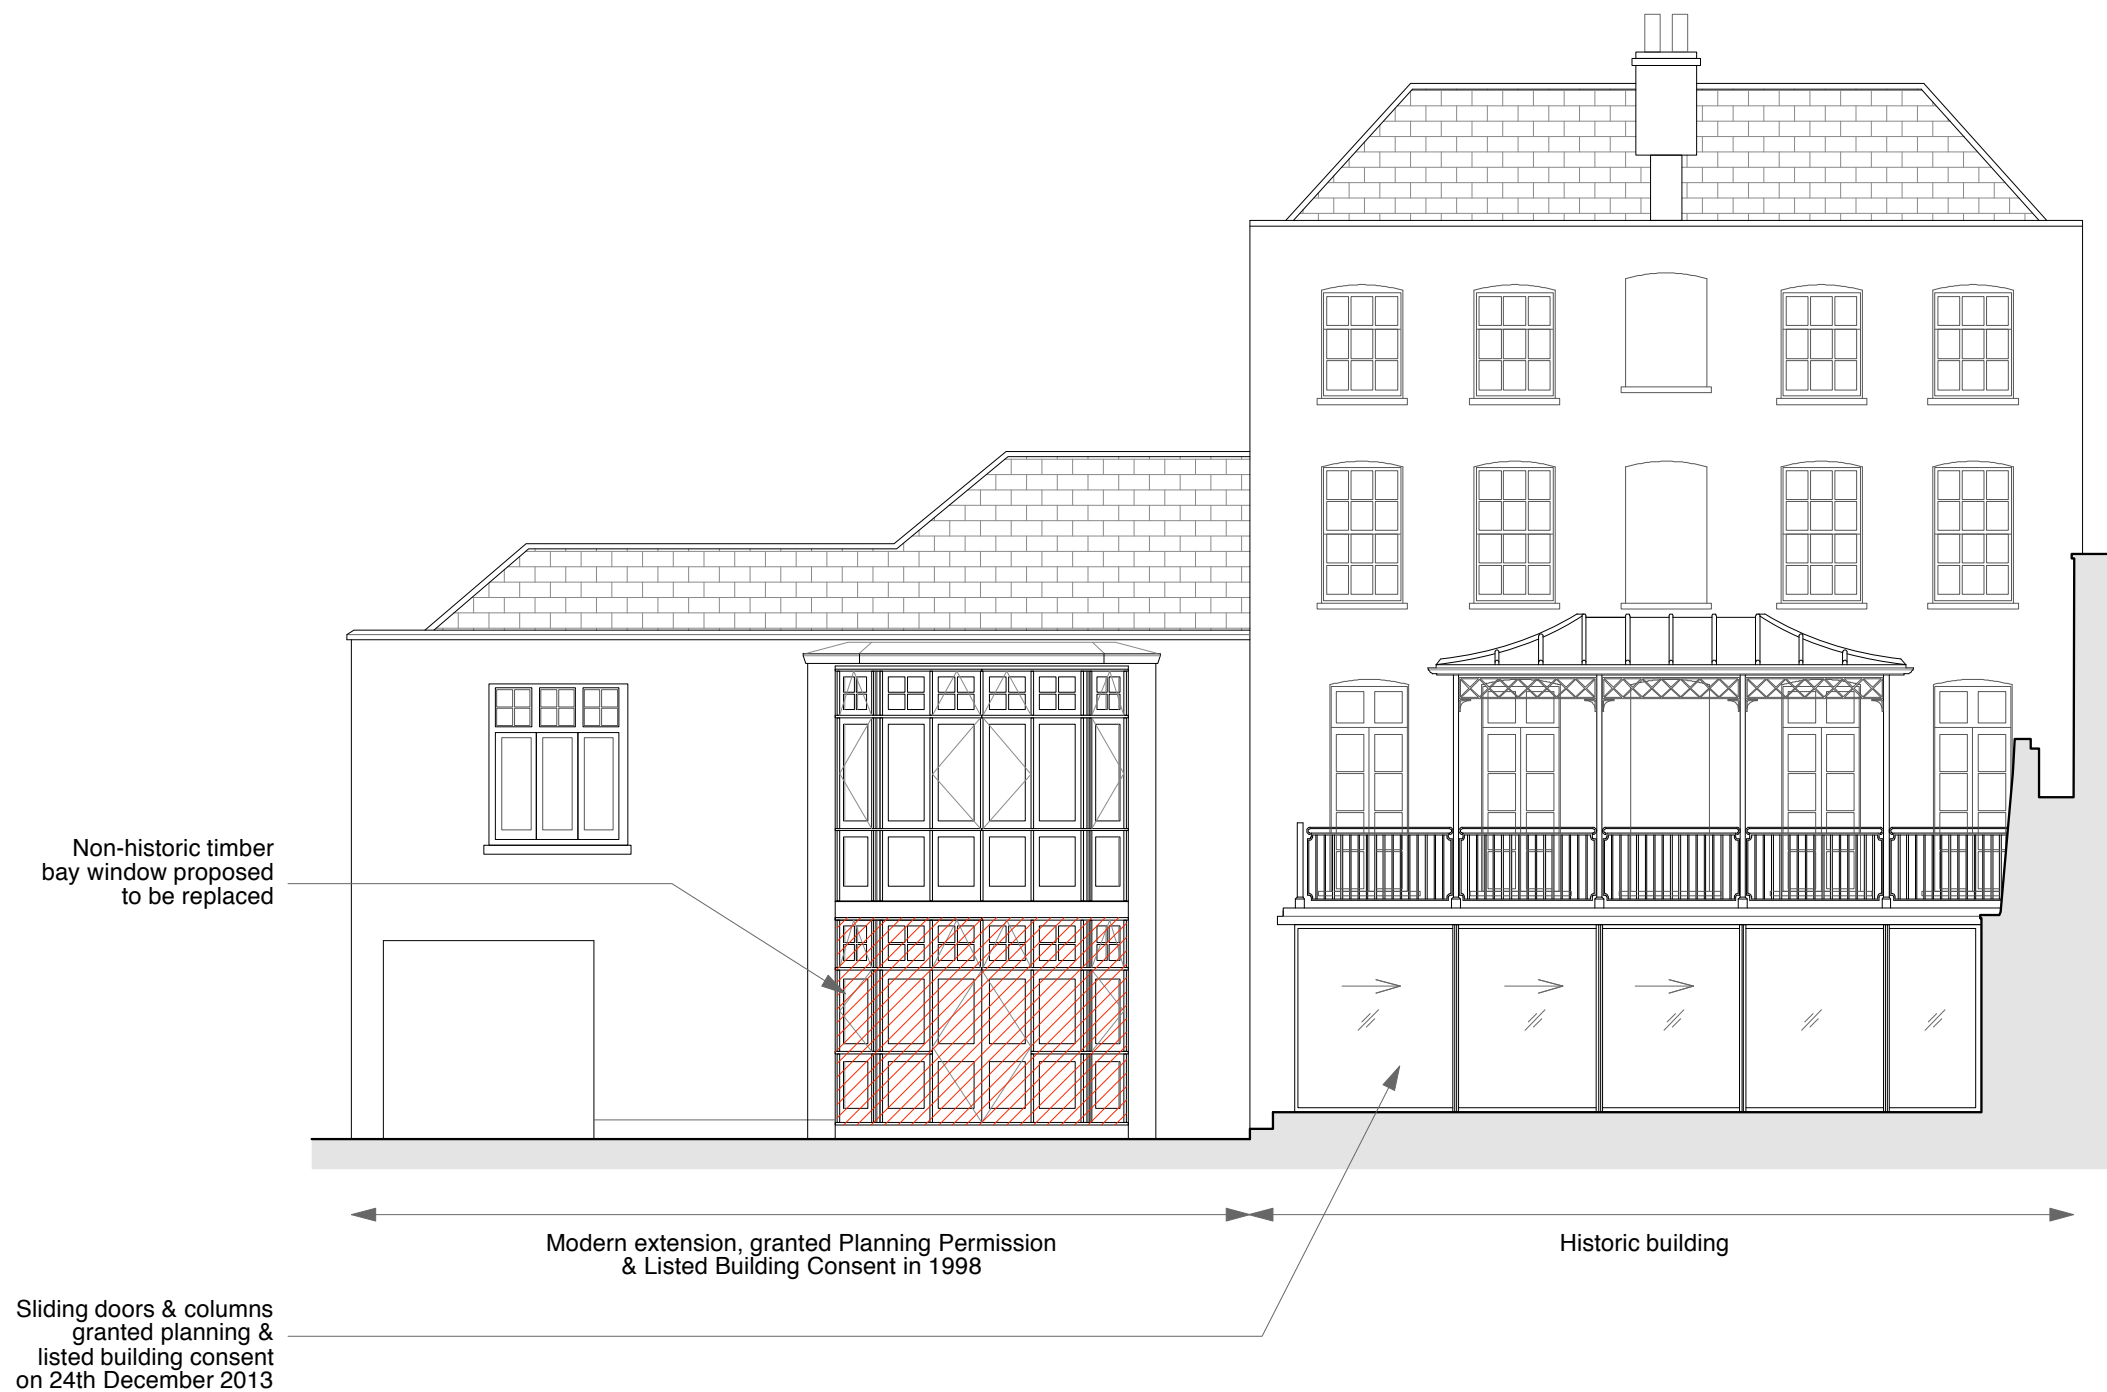 Non-historic timber
bay window proposed
to be replaced
Modern extension, granted Planning Permission
& Listed Building Consent in 1998
Historic building
Sliding doors & columns
granted planning &
listed building consent
on 24th December 2013